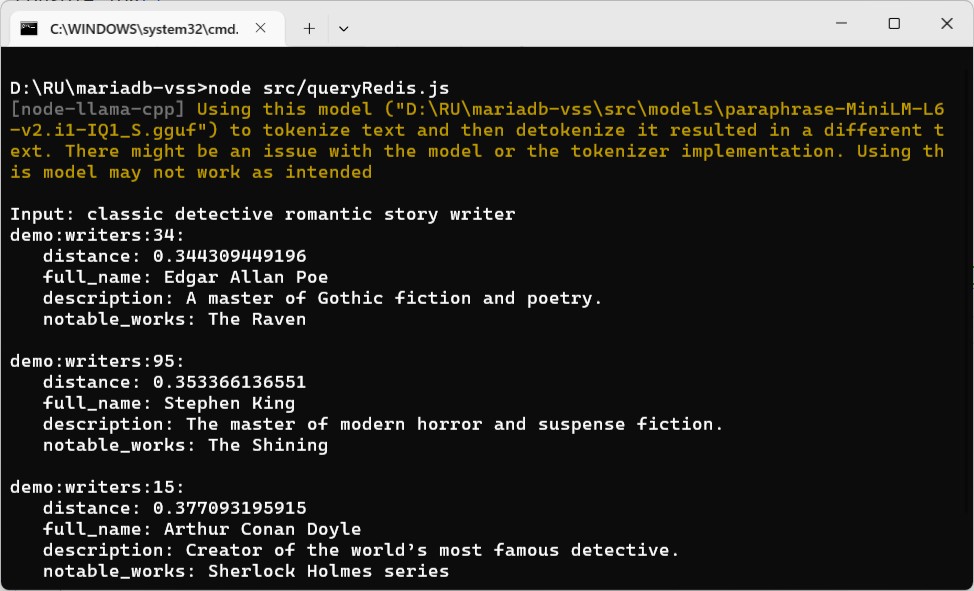 C:\WINDOWS\system32\cmd.
D:\RU\mariadb-vss>node src/queryRedis.js
[node-llama-cpp] Using this model ("D:\RU\mariadb-vss\src\models\paraphrase-MiniLM-L6
-v2.i1-IQ1_S.gguf") to tokenize text and then detokenize it resulted in a different t
ext. There might be an issue with the model or the tokenizer implementation. Using th
is model may not work as intended
Input: classic detective romantic story writer
demo:writers:34:
distance: 0.344309449196
full_name: Edgar Allan Poe
description: A master of Gothic fiction and poetry.
notable_works: The Raven
demo:writers:95:
distance: 0.353366136551
full_name: Stephen King
description: The master of modern horror and suspense fiction.
notable_works: The Shining
demo:writers:15:
distance: 0.377093195915
full_name: Arthur Conan Doyle
description: Creator of the world’s most famous detective.
notable_works: Sherlock Holmes series